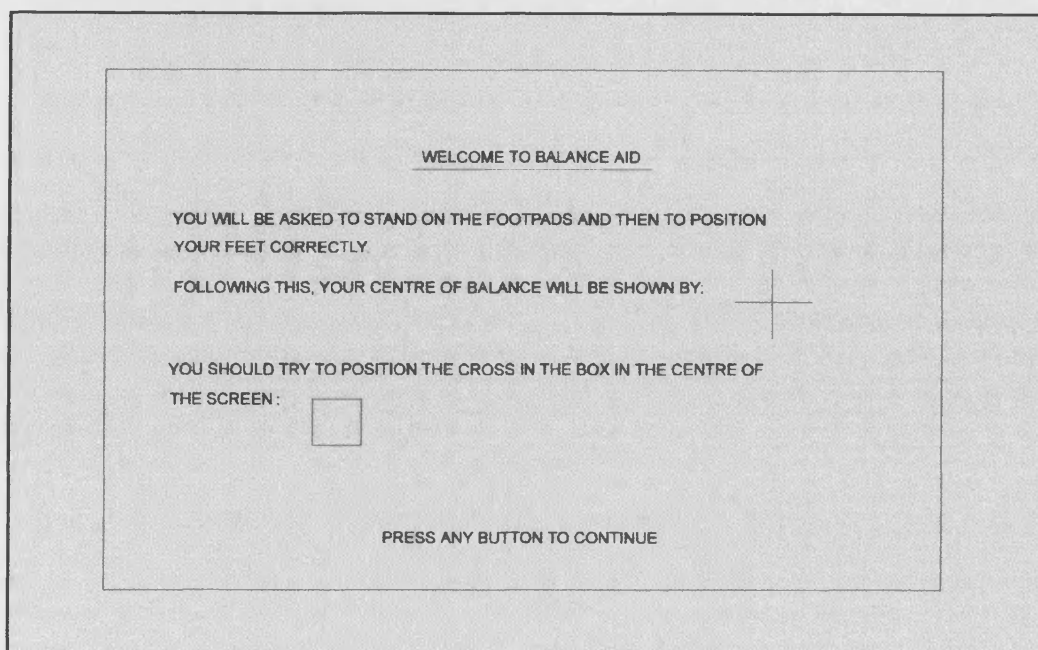 WELCOME TO BALANCE AID
YOU WILL BE ASKED TO STAND ON THE FOOTPADS AND THEN TO POSITION
YOUR FEET CORRECTLY.
FOLLOWING THIS, YOUR CENTRE OF BALANCE WILL BE SHOWN BY:
YOU SHOULD TRY TO POSITION THE CROSS IN THE BOX IN THE CENTRE OF
THE SCREEN :
PRESS ANY BUTTON TO CONTINUE